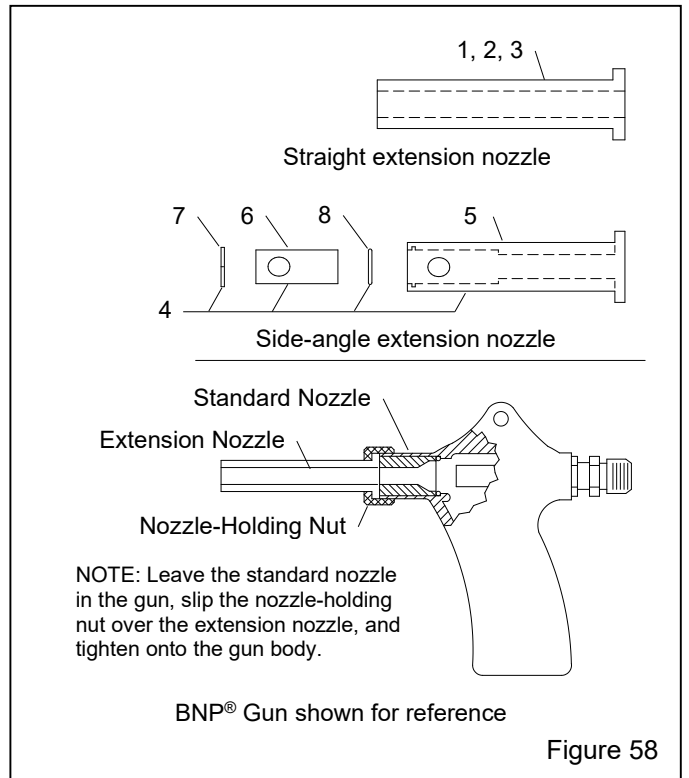 1, 2, 3
Straight extension nozzle
7 6 8 5
4
Side-angle extension nozzle
Standard Nozzle
Extension Nozzle
Nozzle-Holding Nut
NOTE: Leave the standard nozzle
in the gun, slip the nozzle-holding
nut over the extension nozzle, and
tighten onto the gun body.
BNP® Gun shown for reference
Figure 58